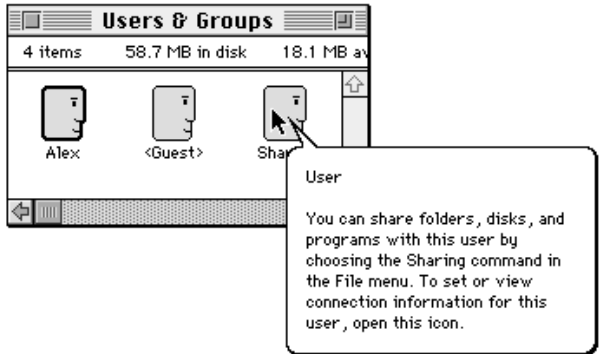 Users & Groups
4 items 58.7 MB in disk 18.1 MB
Alex <Guest>
User
You can share folders, disks, and
programs with this user by
choosing the Sharing command in
the File menu. To set or view
connection information for this
user, open this icon.